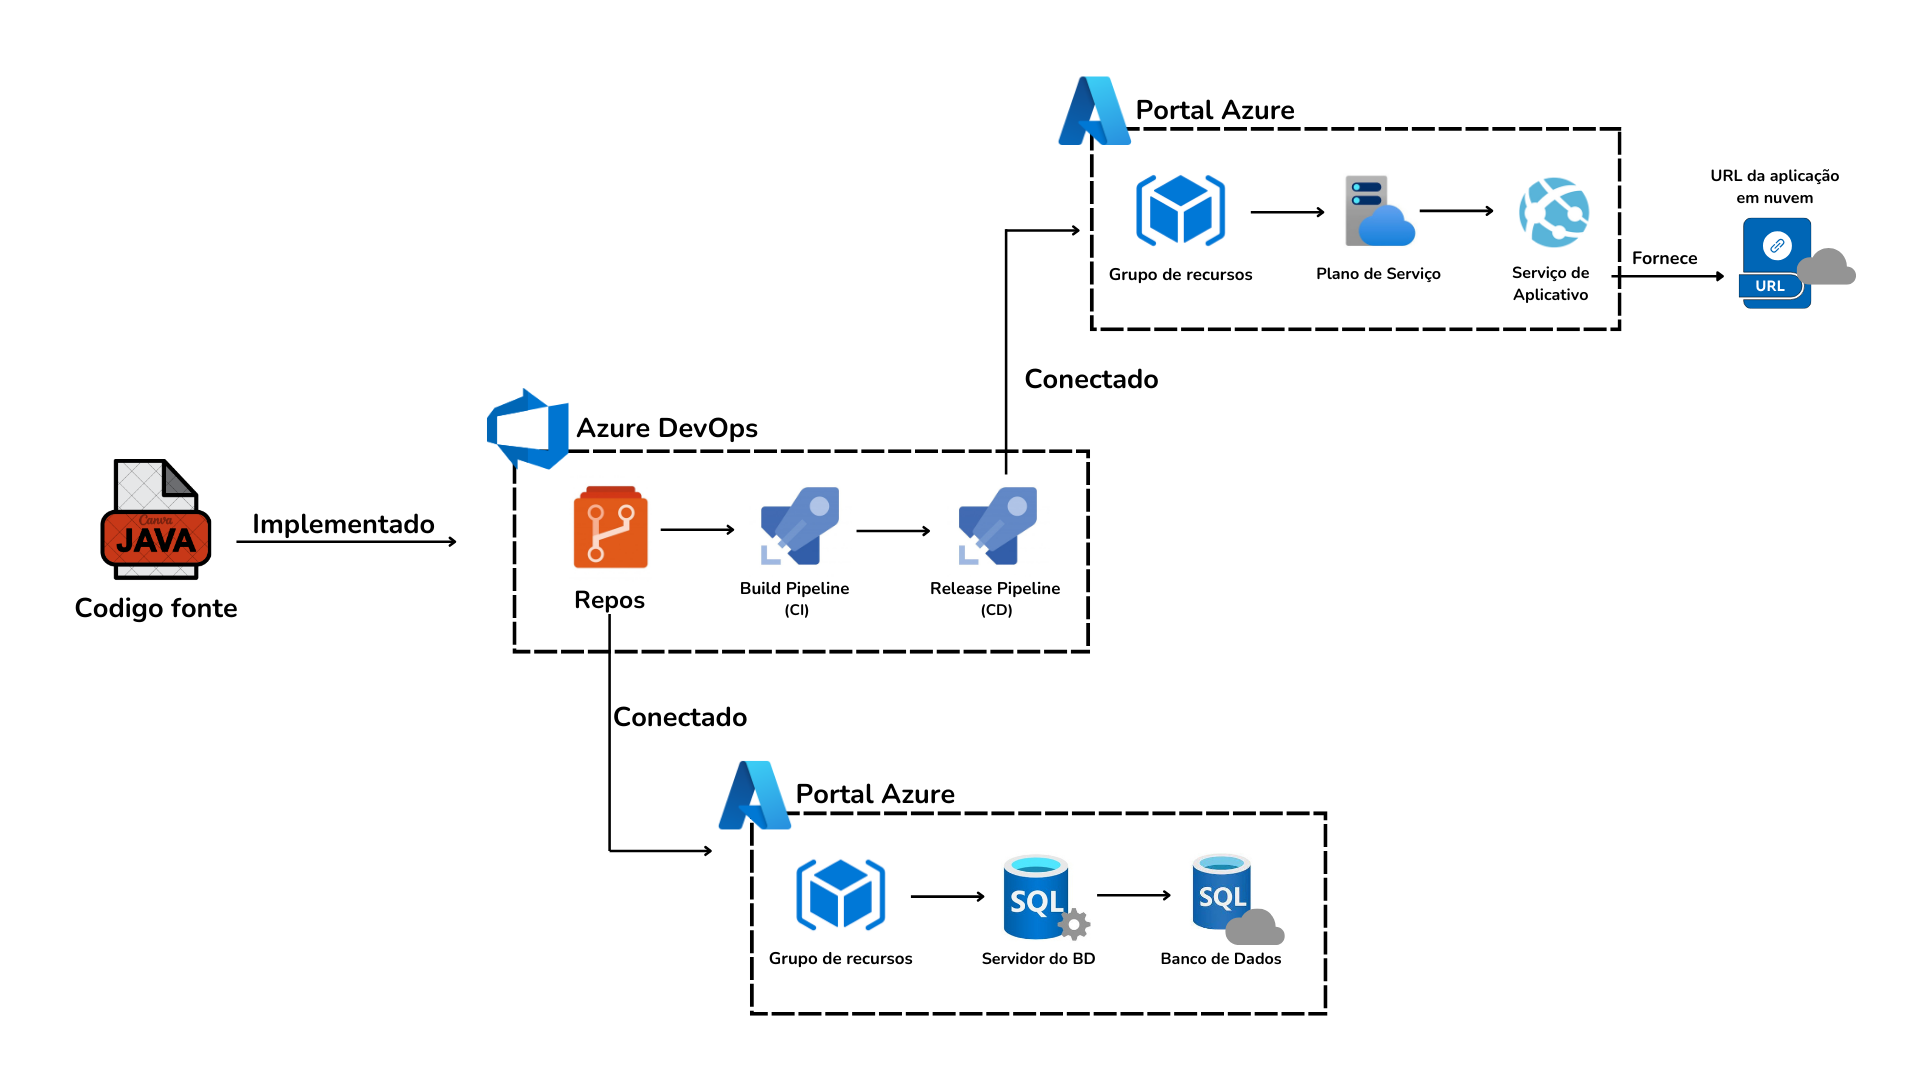 Portal Azure
URL da aplicação
em nuvem
Grupo de recursos
Plano de Serviço
Serviço de
Aplicativo
Fornece
URL
Conectado
Azure DevOps
Canva
JAVA
Codigo fonte
Implementado
Repos
Build Pipeline
(CI)
Release Pipeline
(CD)
Conectado
Portal Azure
SQL
SQL
Grupo de recursos
Servidor do BD
Banco de Dados